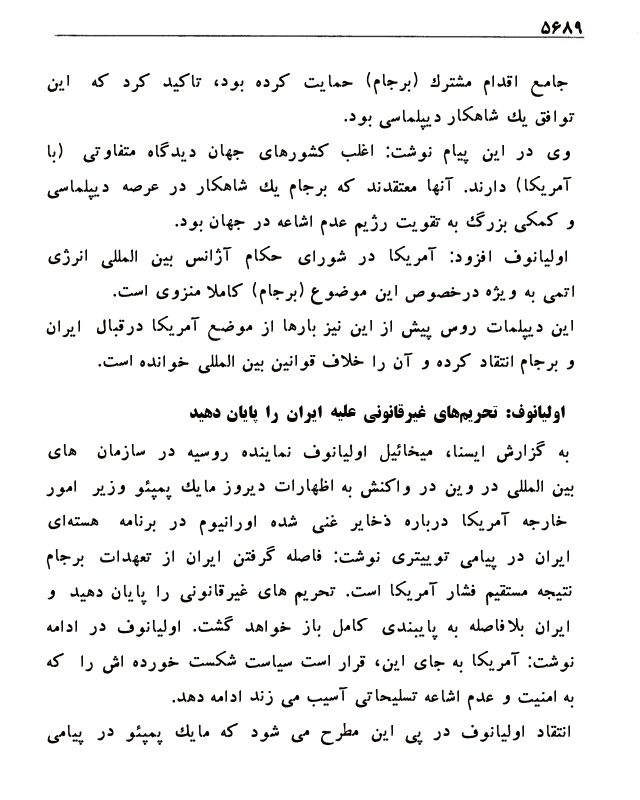 ۵۶۸۹
جامع اقدام مشترك (برجام) حمایت کرده بود، تاکید کرد که این
توافق یك شاهکار دیپلماسی بود.
وی در این پیام نوشت: اغلب کشورهای جهان دیدگاه متفاوتی (با
آمریکا) دارند. آنها معتقدند که برجام یك شاهکار در عرصه دیپلماسی
و کمکی بزرگ به تقویت رژیم عدم اشاعه در جهان بود.
اولیانوف افزود: آمریکا در شورای حکام آژانس بین المللی انرژی
اتمی به ویژه درخصوص این موضوع (برجام) کاملا منزوی است.
این دیپلمات روس پیش از این نیز بارها از موضع آمریکا درقبال ایران
و برجام انتقاد کرده و آن را خلاف قوانین بین المللی خوانده است.
اولیانوف: تحریم‌های غیرقانونی علیه ایران را پایان دهید
به گزارش ایسنا، میخائیل اولیانوف نماینده روسیه در سازمان های
بین المللی در وین در واکنش به اظهارات دیروز مایك پمپئو وزیر امور
خارجه آمریکا درباره ذخایر غنی شده اورانیوم در برنامه هسته‌ای
ایران در پیامی توییتری نوشت: فاصله گرفتن ایران از تعهدات برجام
نتیجه مستقیم فشار آمریکا است. تحریم های غیرقانونی را پایان دهید و
ایران بلافاصله به پایبندی کامل باز خواهد گشت. اولیانوف در ادامه
نوشت: آمریکا به جای این، قرار است سیاست شکست خورده اش را که
به امنیت و عدم اشاعه تسلیحاتی آسیب می زند ادامه دهد.
انتقاد اولیانوف در پی این مطرح می شود که مایك پمپئو در پیامی